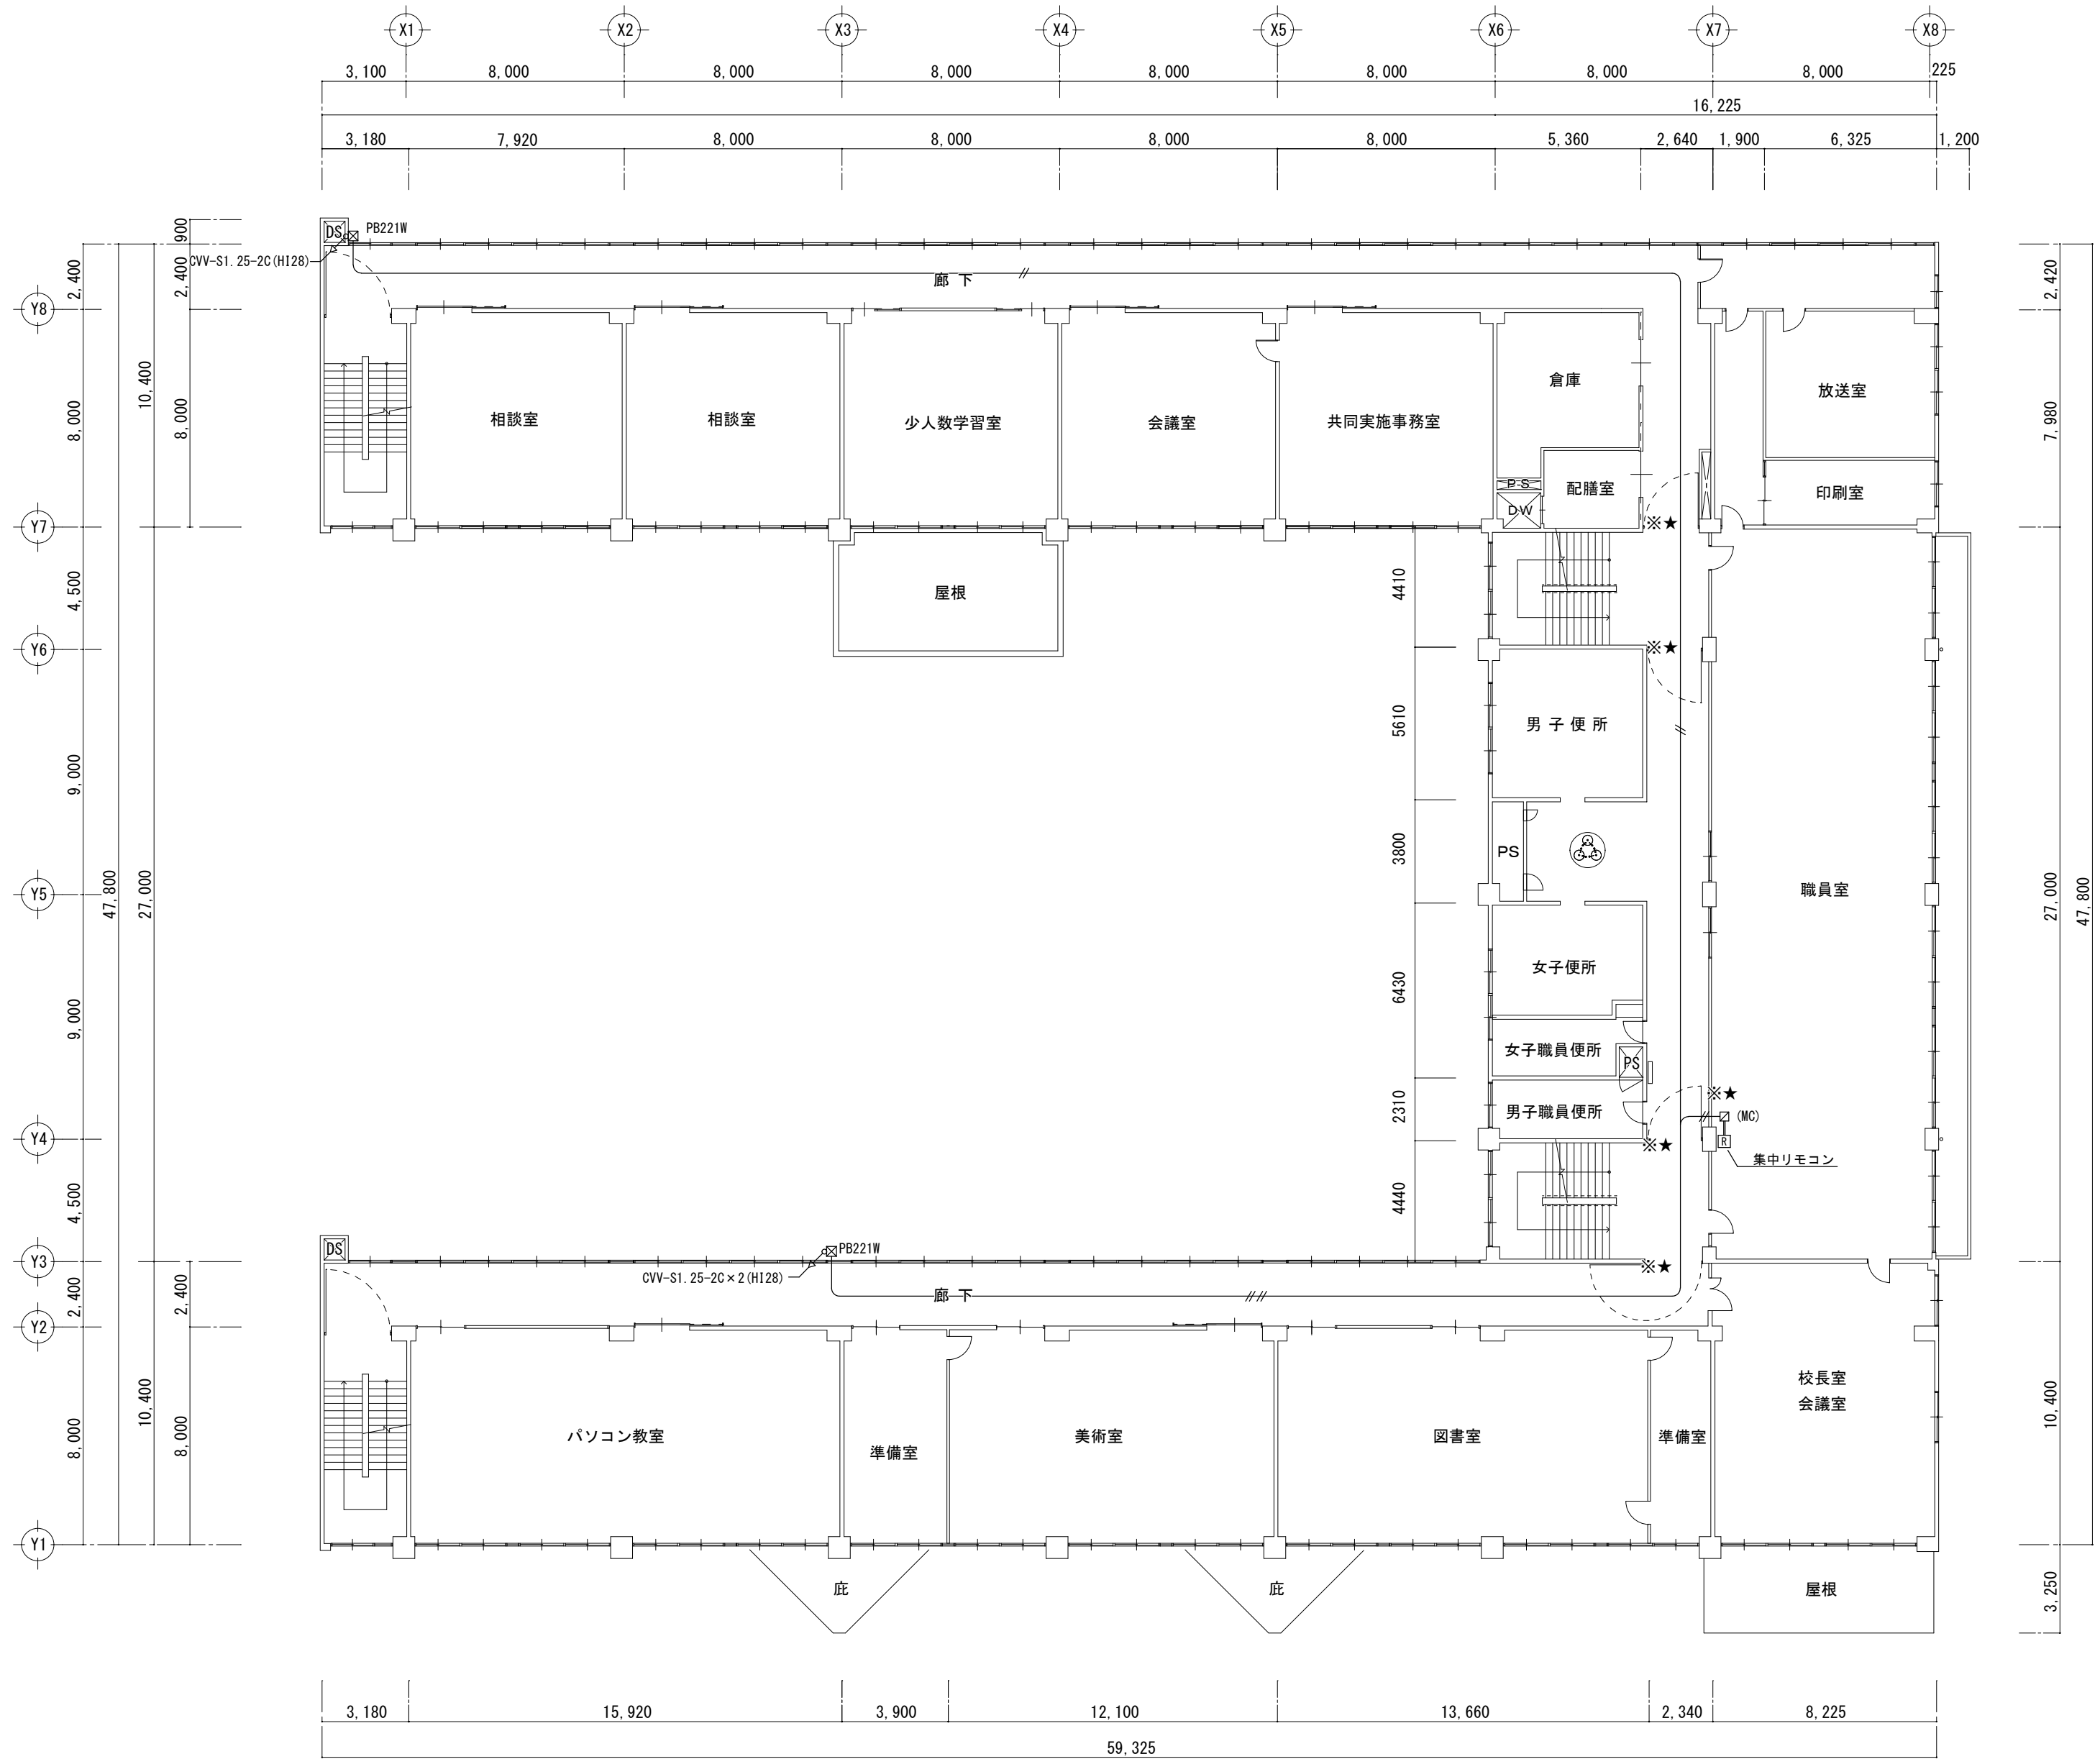 X1 X2 X3 X4 X5 X6 X7 X8
3,100 8,000 8,000 8,000 8,000 8,000 8,000 8,000 225
16,225
3,180 7,920 8,000 8,000 8,000 8,000 5,360 2,640 1,900 6,325 1,200
900
DS PB221W
CVV-S1.25-2C(HI28)
2,400 2,400 廊下 2,420
Y8
10,400
8,000 8,000 7,980
相談室 相談室 少人数学習室 会議室 共同実施事務室 倉庫 放送室
P-S 配膳室 印刷室
DW
Y7 ※★
4,500 屋根 4410
Y6 ※★
9,000 5610 男子便所
3800 PS
Y5 47,800 27,000 職員室 27,000 47,800
9,000 6430 女子便所
女子職員便所 PS
※★
2310 男子職員便所 (MC)
Y4 ※★ R
集中リモコン
4,500 4440
Y3 DS PB221W ※★
CVV-S1.25-2C×2(HI28)
2,400 2,400 廊下
Y2
10,400 10,400
8,000 8,000
校長室
会議室
パソコン教室 準備室 美術室 図書室 準備室
Y1
庇 庇 屋根 3,250
3,180 15,920 3,900 12,100 13,660 2,340 8,225
59,325